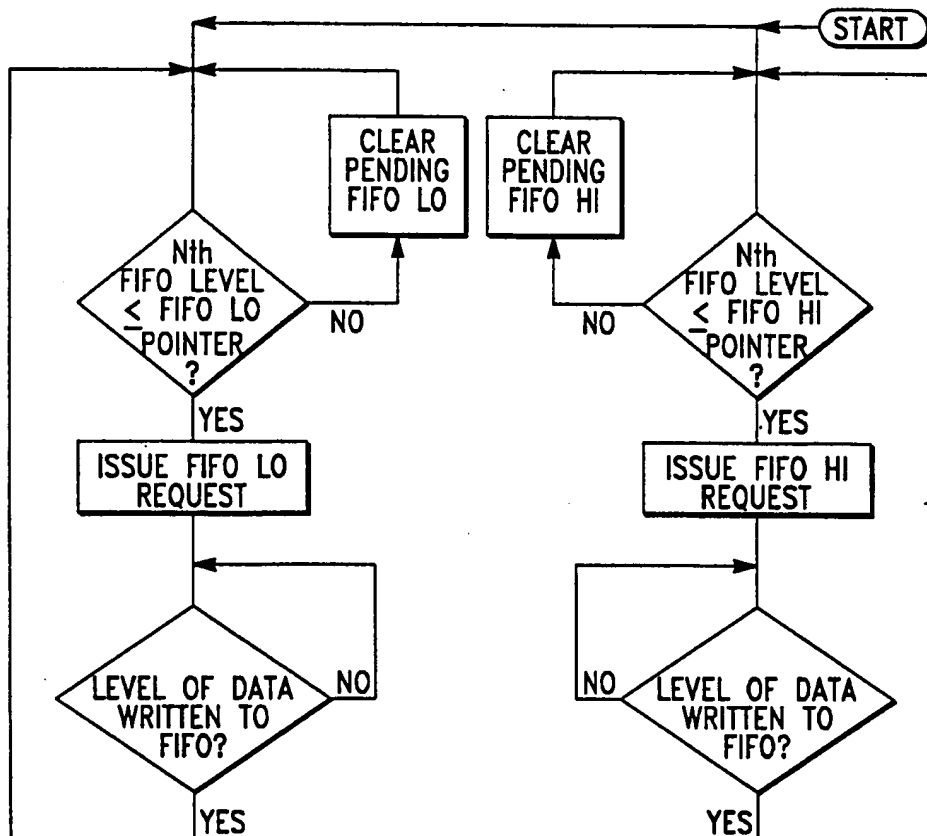 START
CLEAR
PENDING
FIFO LO
CLEAR
PENDING
FIFO HI
Nth
FIFO LEVEL
≤ FIFO LO
POINTER
?
NO
YES
Nth
FIFO LEVEL
≤ FIFO HI
POINTER
?
NO
YES
ISSUE FIFO LO
REQUEST
ISSUE FIFO HI
REQUEST
LEVEL OF DATA
WRITTEN TO
FIFO?
NO
YES
LEVEL OF DATA
WRITTEN TO
FIFO?
NO
YES